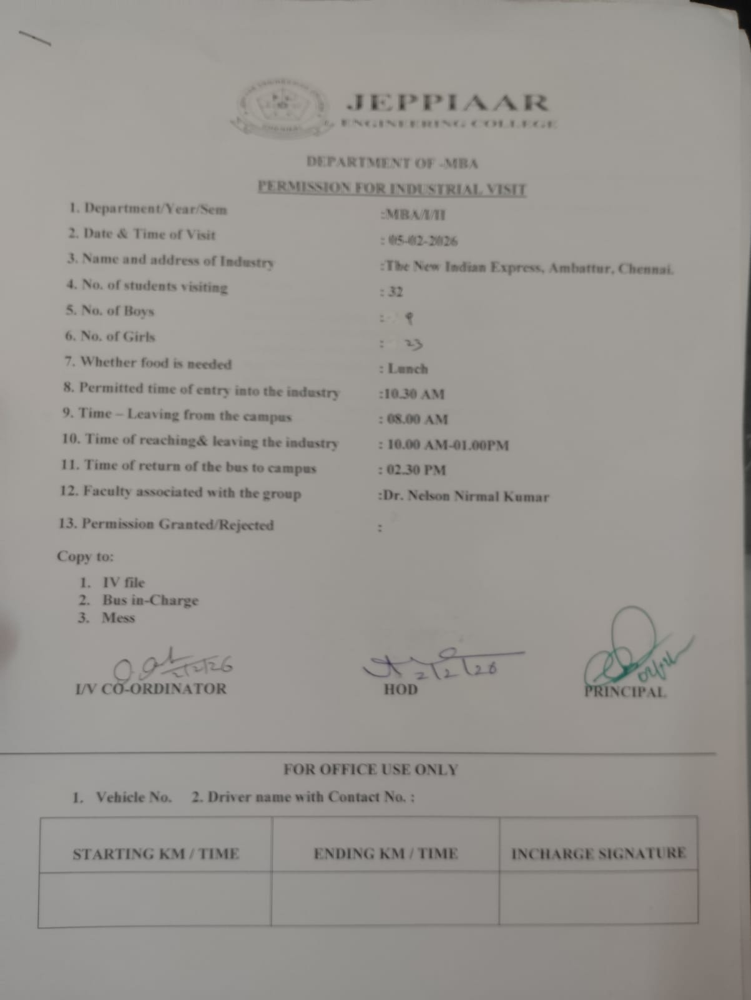 JEPPIAAR
ENGINEERING COLLEGE
DEPARTMENT OF -MBA
PERMISSION FOR INDUSTRIAL VISIT
1. Department/Year/Sem :MBA/I/II
2. Date & Time of Visit : 05-02-2026
3. Name and address of Industry :The New Indian Express, Ambattur, Chennai.
4. No. of students visiting : 32
5. No. of Boys : 9
6. No. of Girls : 23
7. Whether food is needed : Lunch
8. Permitted time of entry into the industry :10.30 AM
9. Time – Leaving from the campus : 08.00 AM
10. Time of reaching& leaving the industry : 10.00 AM-01.00PM
11. Time of return of the bus to campus : 02.30 PM
12. Faculty associated with the group :Dr. Nelson Nirmal Kumar
13. Permission Granted/Rejected :
Copy to:
1. IV file
2. Bus in-Charge
3. Mess
2/2/26 2/2/26
I/V CO-ORDINATOR HOD PRINCIPAL
FOR OFFICE USE ONLY
1. Vehicle No. 2. Driver name with Contact No. :
STARTING KM / TIME ENDING KM / TIME INCHARGE SIGNATURE